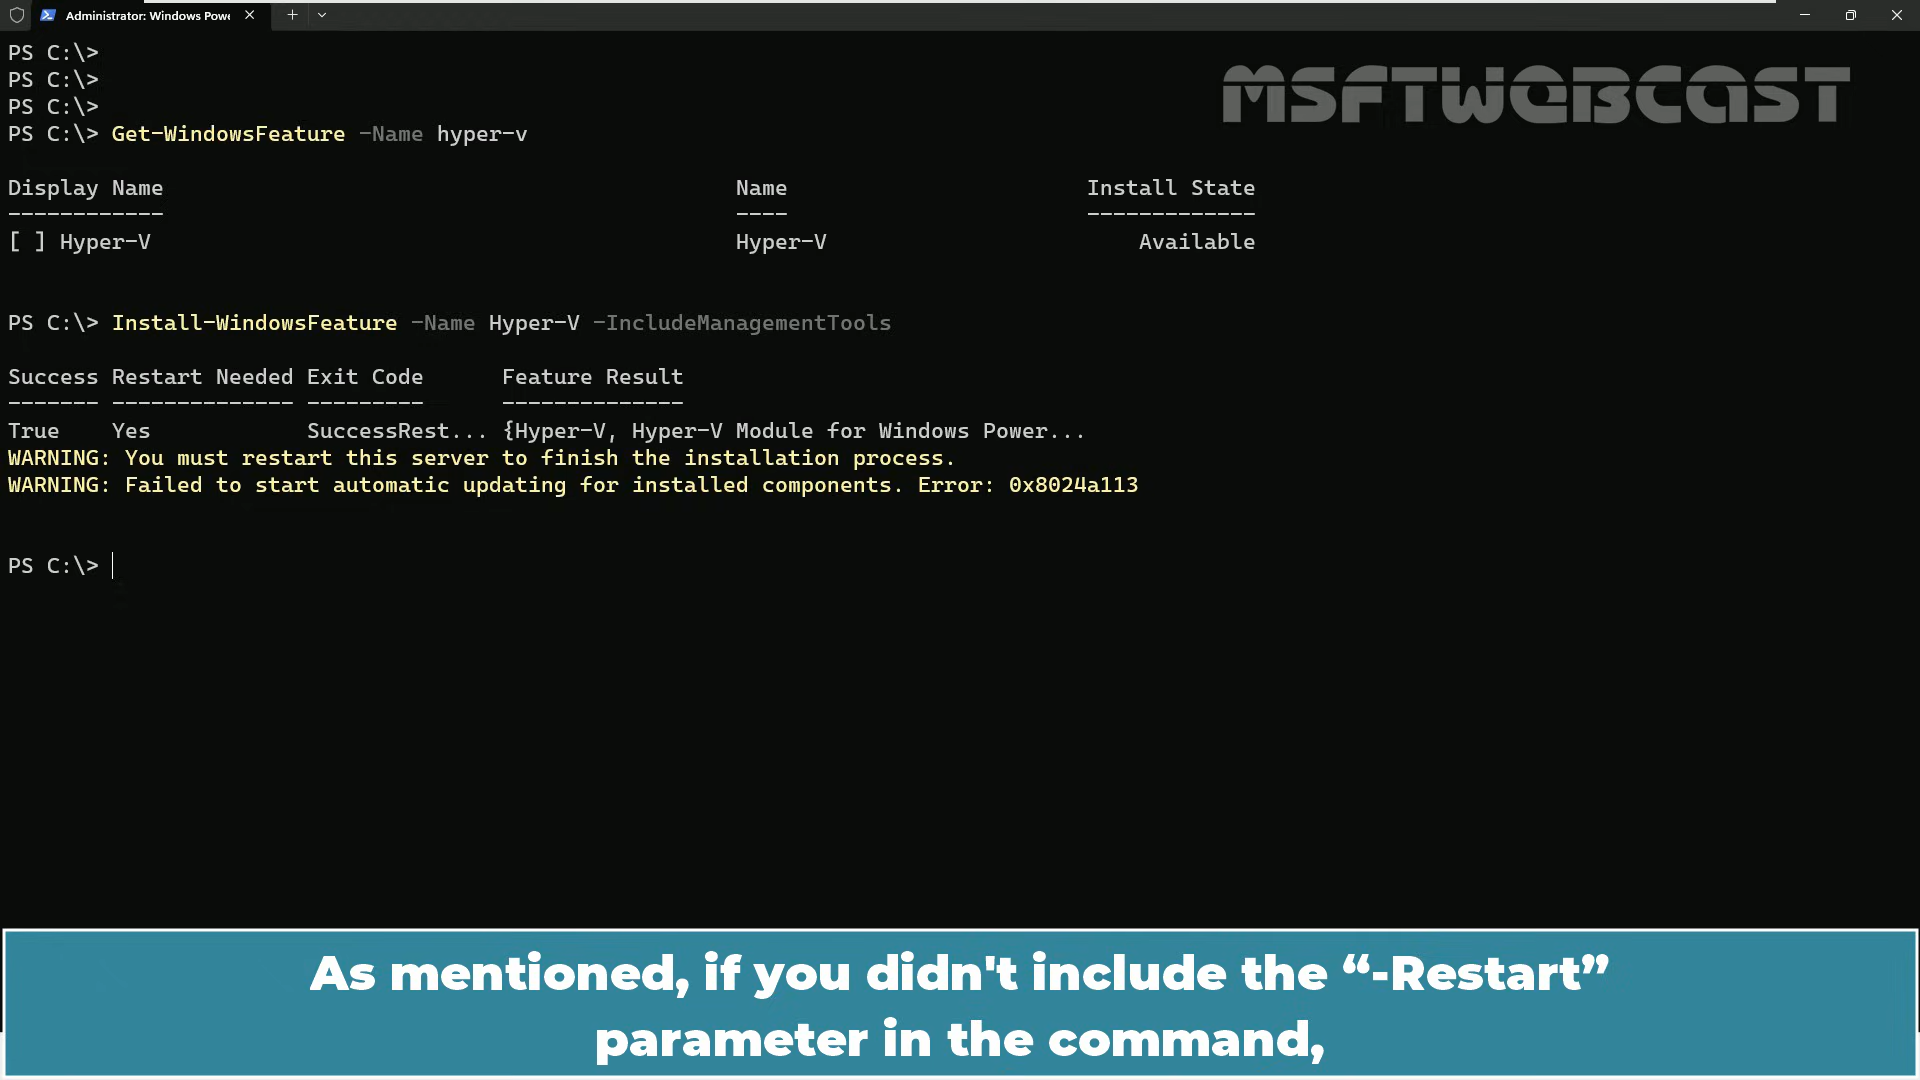 Administrator: Windows Powe
MSFTWEBCAST
PS C:\>
PS C:\>
PS C:\>
PS C:\> Get-WindowsFeature -Name hyper-v
Display Name Name Install State
------------ ---- -------------
[ ] Hyper-V Hyper-V Available
PS C:\> Install-WindowsFeature -Name Hyper-V -IncludeManagementTools
Success Restart Needed Exit Code Feature Result
------- -------------- --------- --------------
True Yes SuccessRest... {Hyper-V, Hyper-V Module for Windows Power...
WARNING: You must restart this server to finish the installation process.
WARNING: Failed to start automatic updating for installed components. Error: 0x8024a113
PS C:\>
As mentioned, if you didn't include the “-Restart”
parameter in the command,